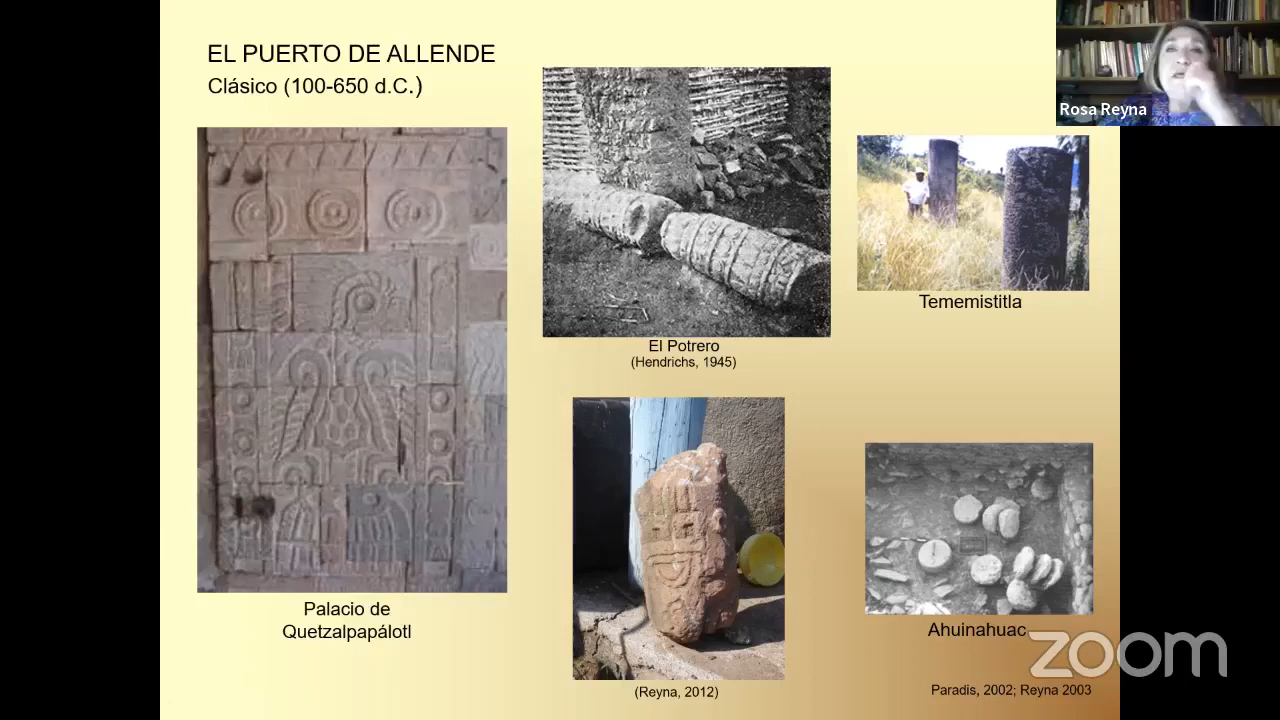 EL PUERTO DE ALLENDE
Clásico (100-650 d.C.)
Rosa Reyna
Palacio de
Quetzalpapálotl
El Potrero
(Hendrichs, 1945)
Tememistitla
(Reyna, 2012)
Ahuinahuac
zoom
Paradis, 2002; Reyna 2003